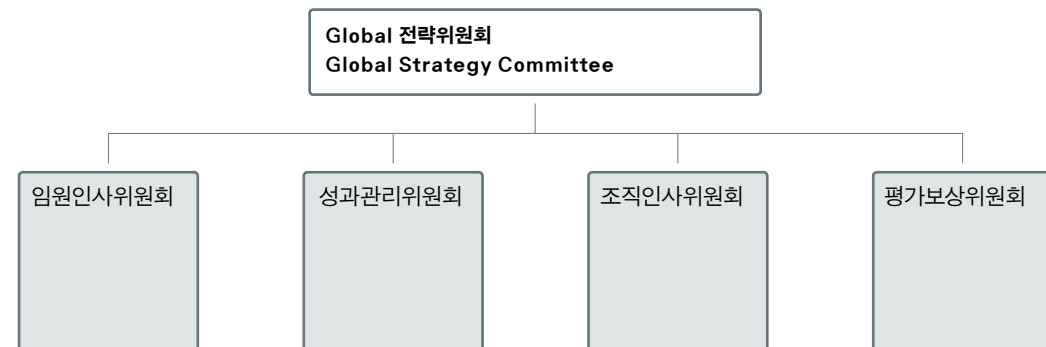 Global 전략위원회
Global Strategy Committee
임원인사위원회
성과관리위원회
조직인사위원회
평가보상위원회